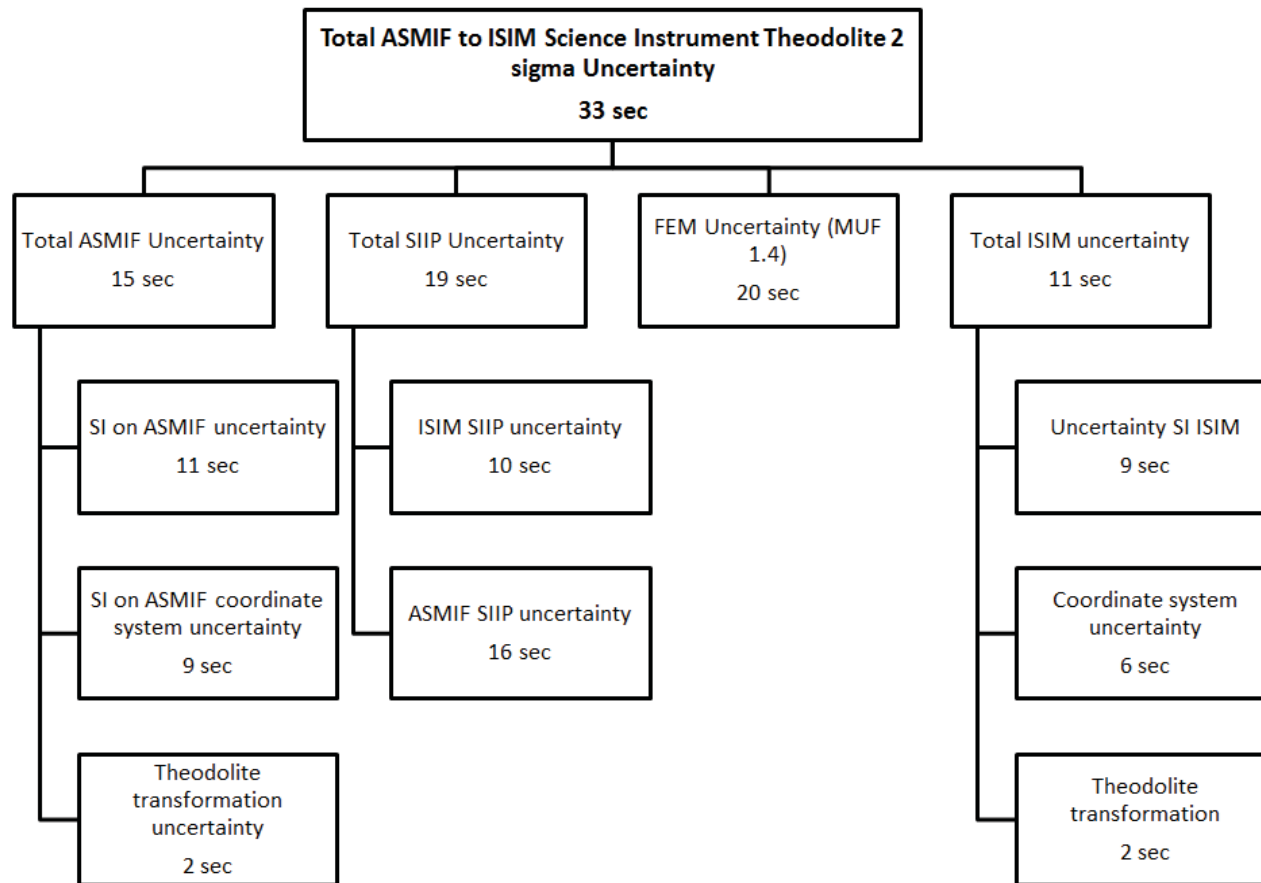 Total ASMIF to ISIM Science Instrument Theodolite 2
sigma Uncertainty
33 sec
Total ASMIF Uncertainty
15 sec
Total SIIP Uncertainty
19 sec
FEM Uncertainty (MUF
1.4)
20 sec
Total ISIM uncertainty
11 sec
SI on ASMIF uncertainty
11 sec
ISIM SIIP uncertainty
10 sec
Uncertainty SI ISIM
9 sec
SI on ASMIF coordinate
system uncertainty
9 sec
ASMIF SIIP uncertainty
16 sec
Coordinate system
uncertainty
6 sec
Theodolite
transformation
uncertainty
2 sec
Theodolite
transformation
2 sec